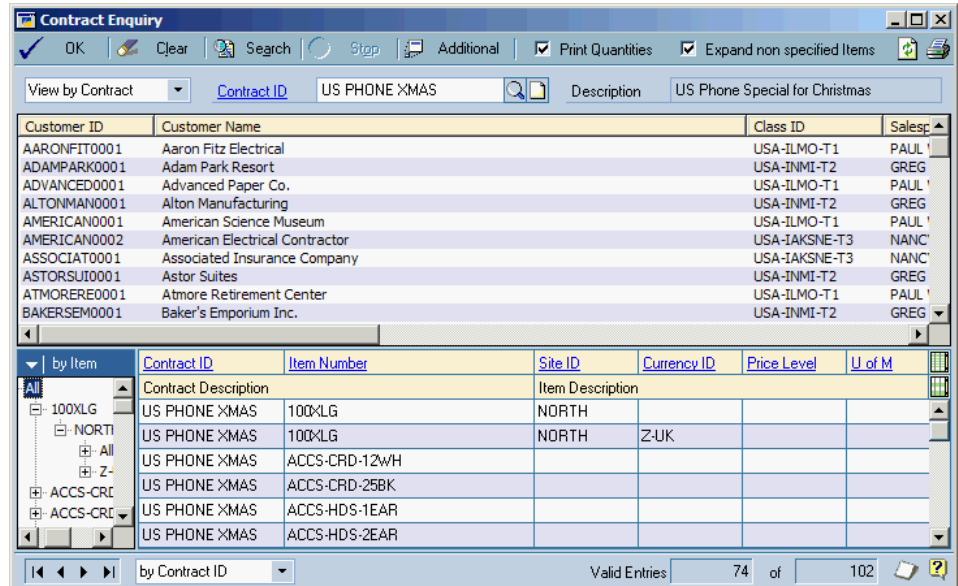 Contract Enquiry
OK Clear Search Stop Additional Print Quantities Expand non specified Items
View by Contract Contract ID US PHONE XMAS Description US Phone Special for Christmas
Customer ID Customer Name Class ID Salesp
AARONFIT0001 Aaron Fitz Electrical USA-ILMO-T1 PAUL
ADAMPARK0001 Adam Park Resort USA-INMI-T2 GREG
ADVANCED0001 Advanced Paper Co. USA-ILMO-T1 PAUL
ALTONMAN0001 Alton Manufacturing USA-INMI-T2 GREG
AMERICAN0001 American Science Museum USA-ILMO-T1 PAUL
AMERICAN0002 American Electrical Contractor USA-IAKSNE-T3 NANC
ASSOCIAT0001 Associated Insurance Company USA-IAKSNE-T3 NANC
ASTORSUI0001 Astor Suites USA-INMI-T2 GREG
ATMORERE0001 Atmore Retirement Center USA-ILMO-T1 PAUL
BAKERSEM0001 Baker's Emporium Inc. USA-INMI-T2 GREG
by Item Contract ID Item Number Site ID Currency ID Price Level U of M
All Contract Description Item Description
100XLG US PHONE XMAS 100XLG NORTH
NORTH US PHONE XMAS 100XLG NORTH Z-UK
All US PHONE XMAS ACCS-CRD-12WH
Z- US PHONE XMAS ACCS-CRD-25BK
ACCS-CRD US PHONE XMAS ACCS-HDS-1EAR
ACCS-CRD US PHONE XMAS ACCS-HDS-2EAR
by Contract ID Valid Entries 74 of 102